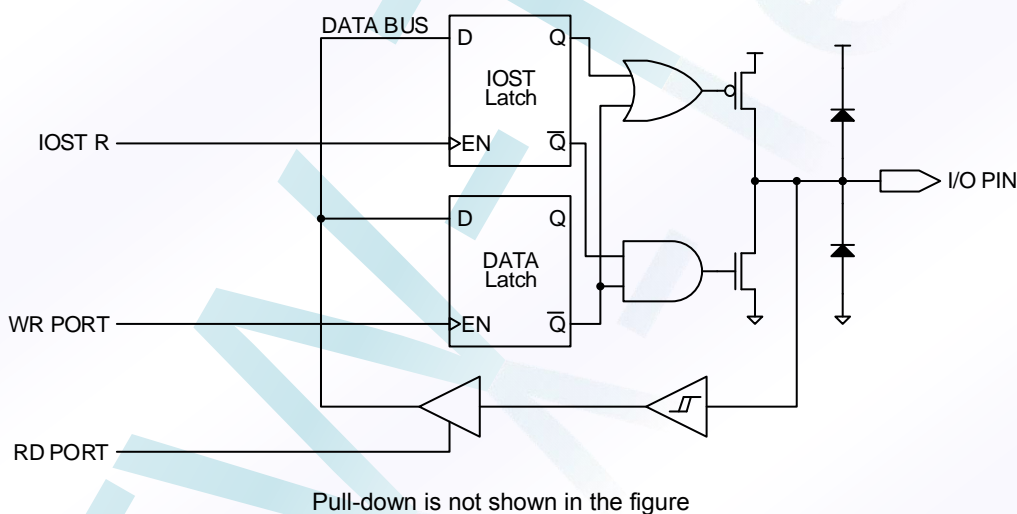 DATA BUS
D
Q
IOST
Latch
IOST R
EN
Q
I/O PIN
D
Q
DATA
Latch
WR PORT
EN
Q
RD PORT
Pull-down is not shown in the figure